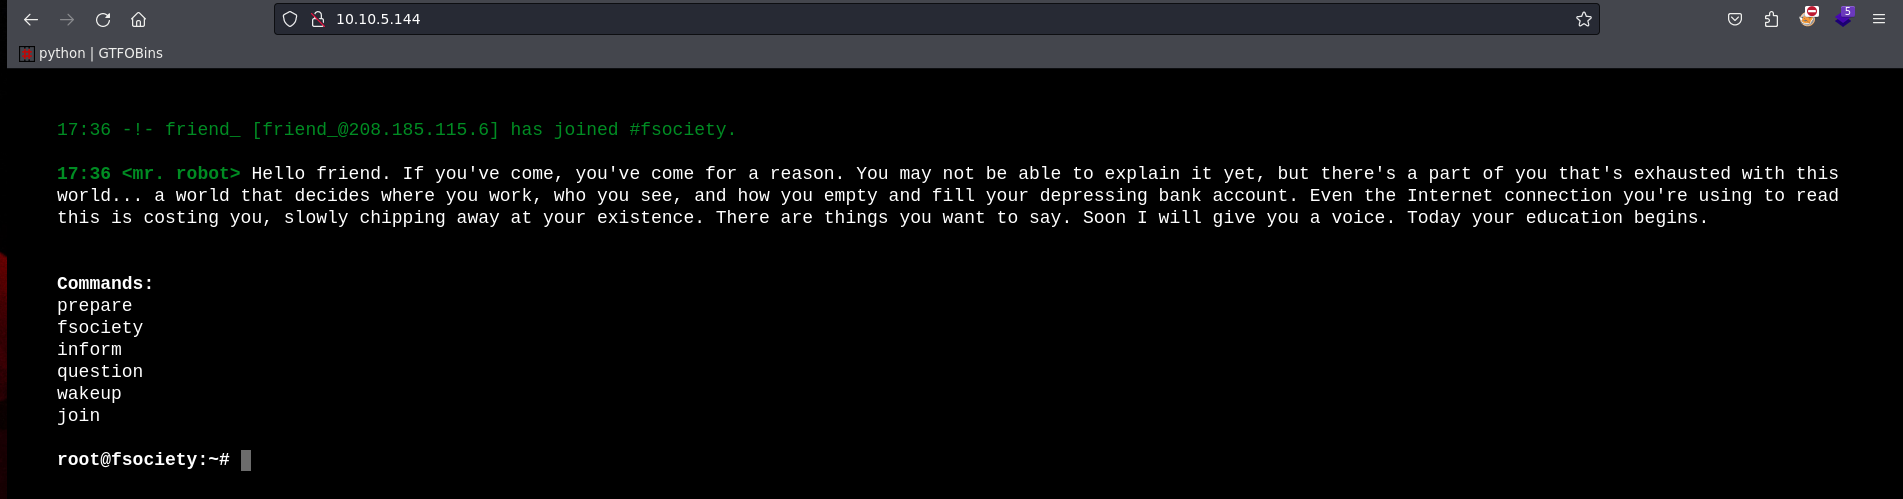 10.10.5.144
5
python | GTFOBins
17:36 -!- friend_ [friend_@208.185.115.6] has joined #fsociety.
17:36 <mr. robot> Hello friend. If you've come, you've come for a reason. You may not be able to explain it yet, but there's a part of you that's exhausted with this
world... a world that decides where you work, who you see, and how you empty and fill your depressing bank account. Even the Internet connection you're using to read
this is costing you, slowly chipping away at your existence. There are things you want to say. Soon I will give you a voice. Today your education begins.
Commands:
prepare
fsociety
inform
question
wakeup
join
root@fsociety:~#